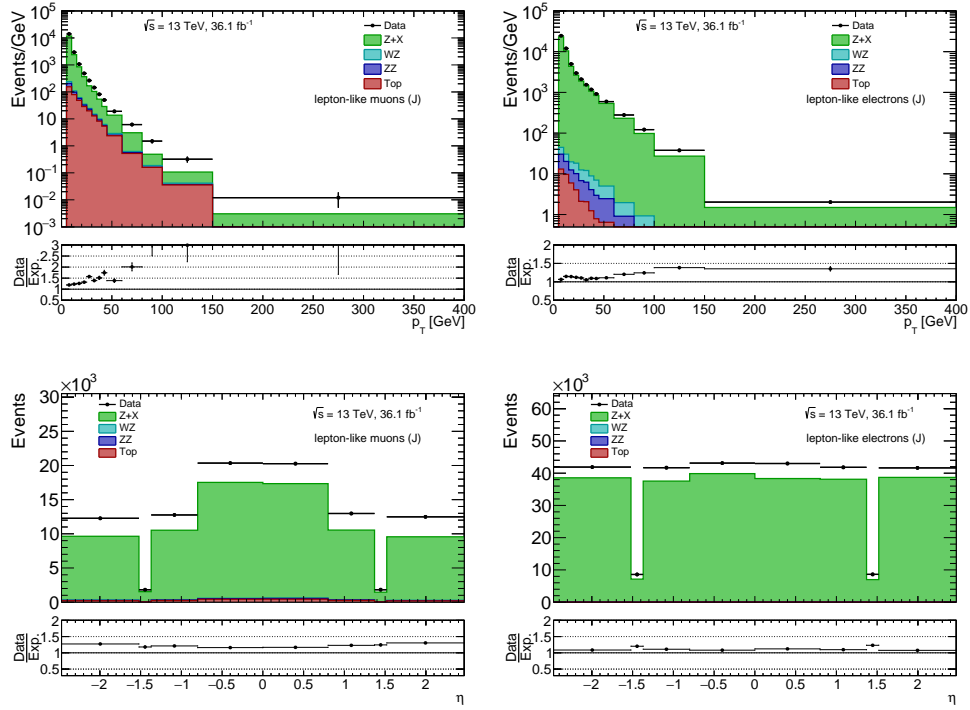 √s = 13 TeV, 36.1 fb⁻¹
Data
Z+X
WZ
ZZ
Top
lepton-like muons (J)
Events/GeV
10⁵
10⁴
10³
10²
10
1
10⁻¹
10⁻²
10⁻³
Data
Exp.
3
2.5
2
1.5
1
0.5
0 50 100 150 200 250 300 350 400
p_T [GeV]
√s = 13 TeV, 36.1 fb⁻¹
Data
Z+X
WZ
ZZ
Top
lepton-like electrons (J)
Events/GeV
10⁵
10⁴
10³
10²
10
1
Data
Exp.
2
1.5
1
0.5
0 50 100 150 200 250 300 350 400
p_T [GeV]
×10³
Data
Z+X
WZ
ZZ
Top
√s = 13 TeV, 36.1 fb⁻¹
lepton-like muons (J)
Events
30
25
20
15
10
5
0
Data
Exp.
2
1.5
1
0.5
−2 −1.5 −1 −0.5 0 0.5 1 1.5 2
η
×10³
Data
Z+X
WZ
ZZ
Top
√s = 13 TeV, 36.1 fb⁻¹
lepton-like electrons (J)
Events
60
50
40
30
20
10
0
Data
Exp.
2
1.5
1
0.5
−2 −1.5 −1 −0.5 0 0.5 1 1.5 2
η